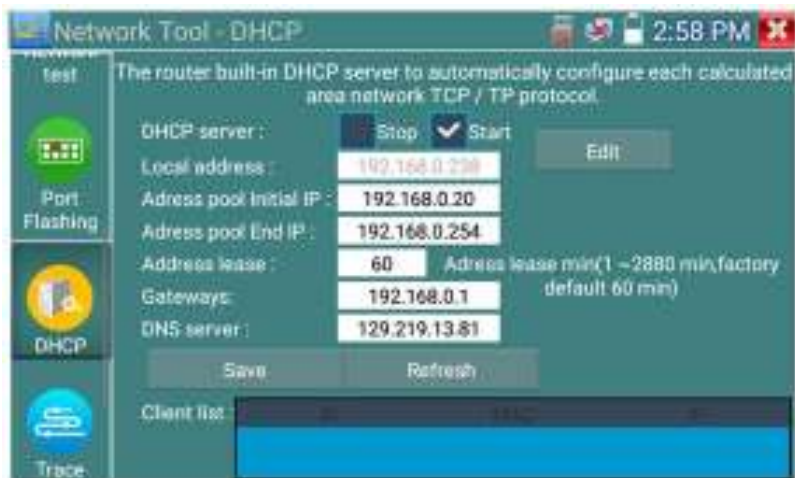 Network Tool - DHCP
2:58 PM
test
The router built-in DHCP server to automatically configure each calculated
area network TCP / TP protocol.
DHCP server :
Stop
Start
Edit
Local address :
192.168.0.238
Port
Flashing
Adress pool Initial IP :
192.168.0.20
Adress pool End IP :
192.168.0.254
Address lease :
60
Adress lease min(1 ~2880 min,factory
default 60 min)
Gateways:
192.168.0.1
DNS server :
129.219.13.81
DHCP
Save
Refresh
Client list
Trace